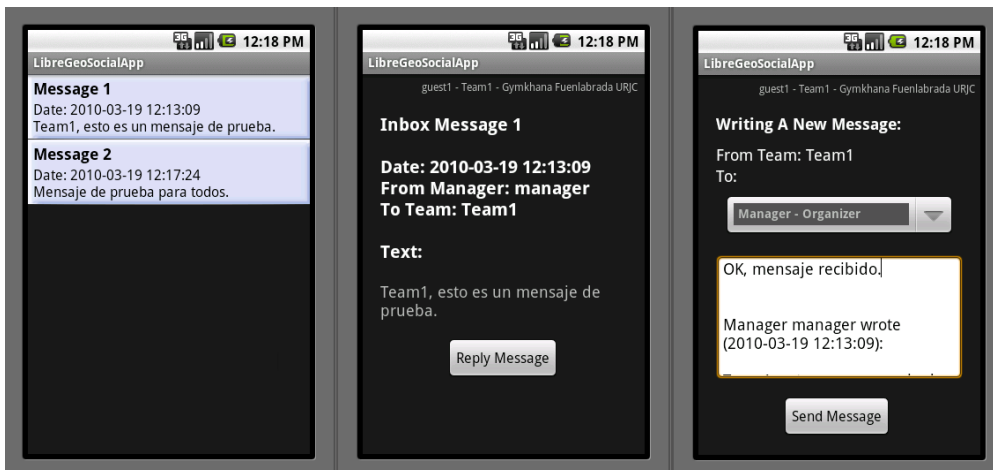 3G 12:18 PM
LibreGeoSocialApp
Message 1
Date: 2010-03-19 12:13:09
Team1, esto es un mensaje de prueba.
Message 2
Date: 2010-03-19 12:17:24
Mensaje de prueba para todos.
3G 12:18 PM
LibreGeoSocialApp
guest1 - Team1 - Gymkhana Fuenlabrada URJC
Inbox Message 1
Date: 2010-03-19 12:13:09
From Manager: manager
To Team: Team1
Text:
Team1, esto es un mensaje de
prueba.
Reply Message
3G 12:18 PM
LibreGeoSocialApp
guest1 - Team1 - Gymkhana Fuenlabrada URJC
Writing A New Message:
From Team: Team1
To:
Manager - Organizer
OK, mensaje recibido.
Manager manager wrote
(2010-03-19 12:13:09):
Send Message